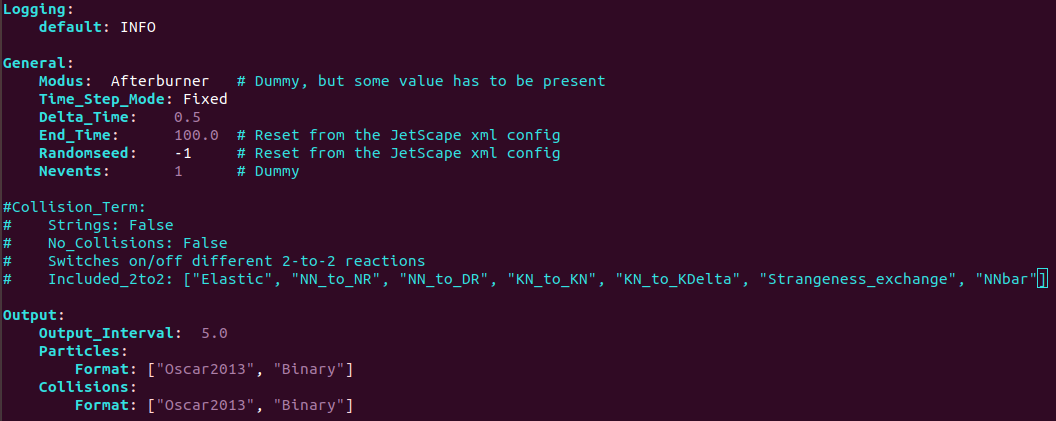 Logging:
    default: INFO

General:
    Modus:  Afterburner   # Dummy, but some value has to be present
    Time_Step_Mode: Fixed
    Delta_Time:    0.5
    End_Time:      100.0  # Reset from the JetScape xml config
    Randomseed:    -1     # Reset from the JetScape xml config
    Nevents:       1      # Dummy

#Collision_Term:
#    Strings: False
#    No_Collisions: False
#    Switches on/off different 2-to-2 reactions
#    Included_2to2: ["Elastic", "NN_to_NR", "NN_to_DR", "KN_to_KN", "KN_to_KDelta", "Strangeness_exchange", "NNbar"]

Output:
    Output_Interval:  5.0
    Particles:
        Format: ["Oscar2013", "Binary"]
    Collisions:
        Format: ["Oscar2013", "Binary"]